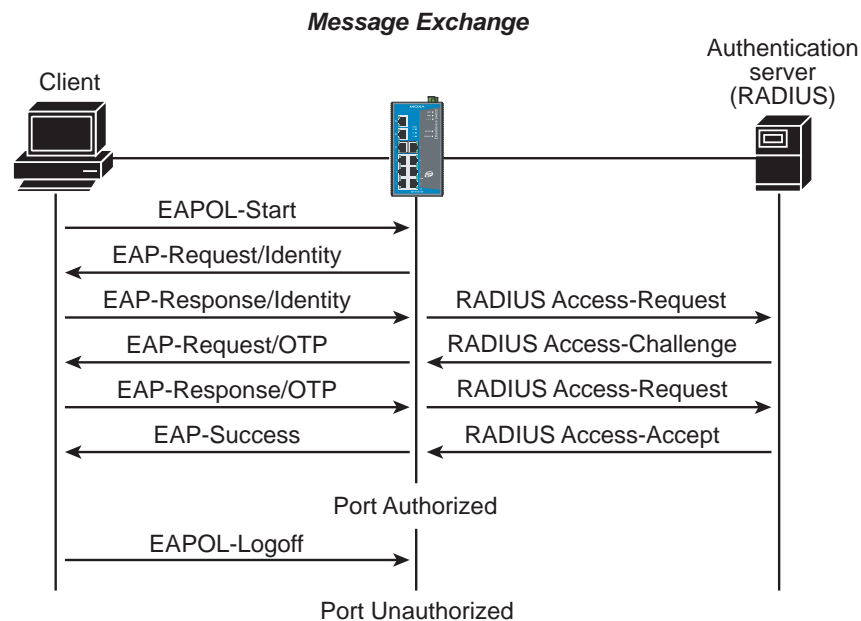 Message Exchange
Client
Authentication
server
(RADIUS)
MOXA
EAPOL-Start
EAP-Request/Identity
EAP-Response/Identity
RADIUS Access-Request
EAP-Request/OTP
RADIUS Access-Challenge
EAP-Response/OTP
RADIUS Access-Request
EAP-Success
RADIUS Access-Accept
Port Authorized
EAPOL-Logoff
Port Unauthorized